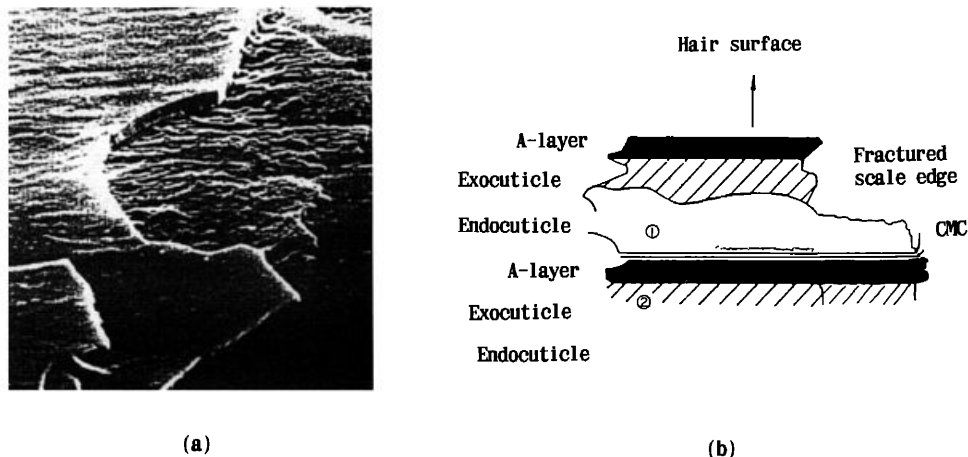 Hair surface
A-layer
Exocuticle
Fractured
scale edge
Endocuticle
①
CMC
A-layer
Exocuticle
②
Endocuticle
(a)
(b)